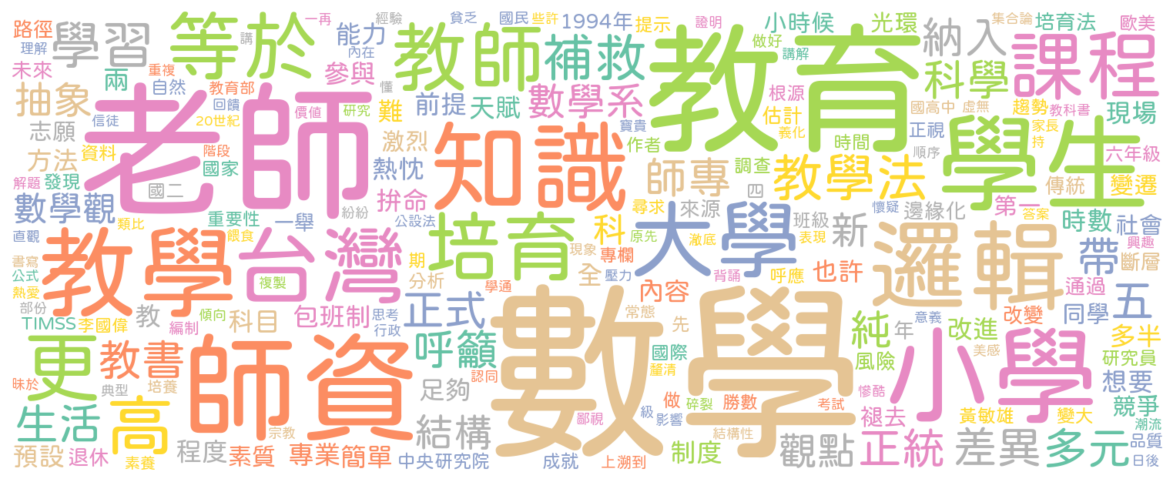 路徑
理解
學習
等於
未來
兩
重複
自然
教育部
回饋
信徒
20世紀
抽象
志願
資料
階段
方法
發現
國家
解題
國二
老師
一再
經驗
講
內在
能力
參與
懂
價值
研究
難
激烈
熱忱
拚命
貧乏
國民
些許
1994年
提示
教師
補救
前提
天賦
數學系
寶貴
作者
知識
師專
證明
小時候
光環
做好
講解
教育
根源
估計
義化
時間
調查
四
來源
尋求
教學法
納入
集合論
培育法
歐美
科學
課程
國高中
虛無
趨勢
教科書
現場
正視
家長
持
順序
六年級
學生
傳統
變遷
懷疑
邊緣化
第一
答案
時數
社會
興趣
斷層
數學觀
類比
重要性
一舉
紛紛
公設法
直觀
餵食
書寫
公式
熱愛
部份
教學
台灣
複製
培育
現象
原先
科
專欄
徹底
期
分析
全
壓力
大學
班級
表現
新
背誦
呼應
也許
邏輯
帶
通過
TIMSS
李國偉
編制
傾向
教
科目
包班制
思考
行政
正式
學通
內容
常態
先
純
年
意義
改進
改變
同學
五
多半
更
教書
師資
呼籲
認同
足夠
國際
釐清
數學
風險
美感
小學
研究員
想要
昧於
典型
培養
生活
高
結構
做
碎裂
勝數
考試
慘酷
褪去
黃敏雄
變大
競爭
潮流
鄙視
級
影響
宗教
預設
退休
素養
程度
素質
專業
簡單
中央研究院
成就
上溯到
制度
結構性
觀點
正統
差異
多元
品質
日後